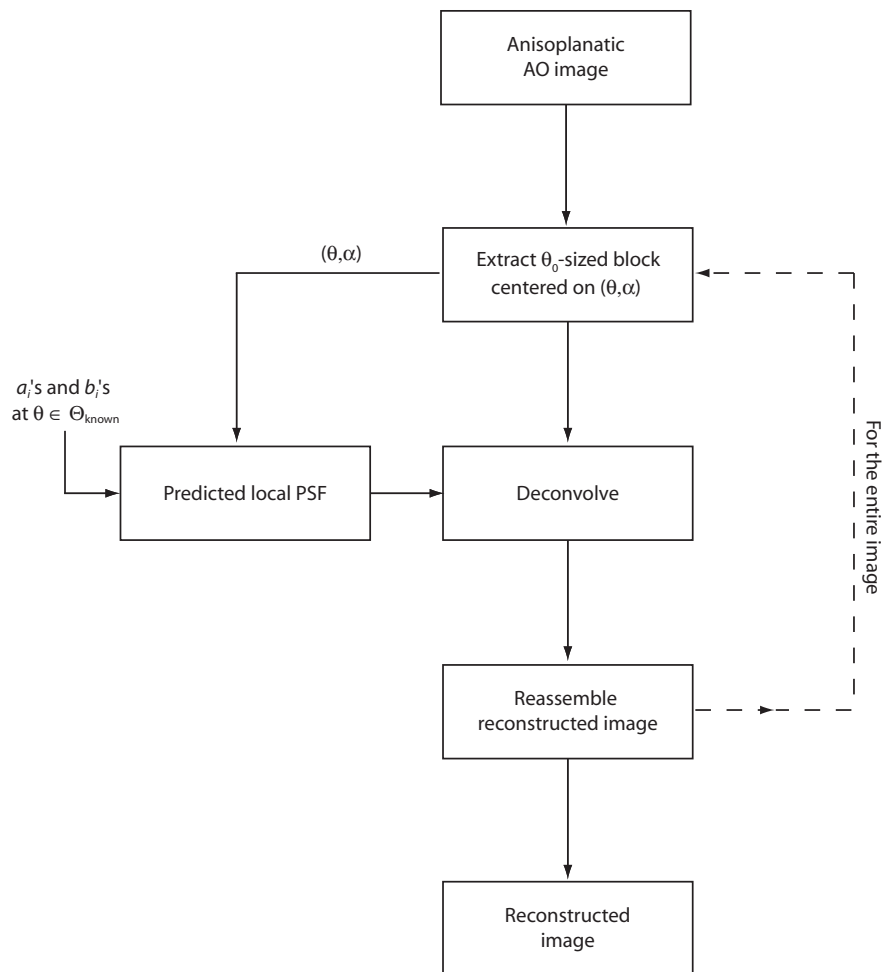 Anisoplanatic
AO image
(θ,α)
Extract θ₀-sized block
centered on (θ,α)
aᵢ's and bᵢ's
at θ ∈ Θknown
Predicted local PSF
Deconvolve
For the entire image
Reassemble
reconstructed image
Reconstructed
image